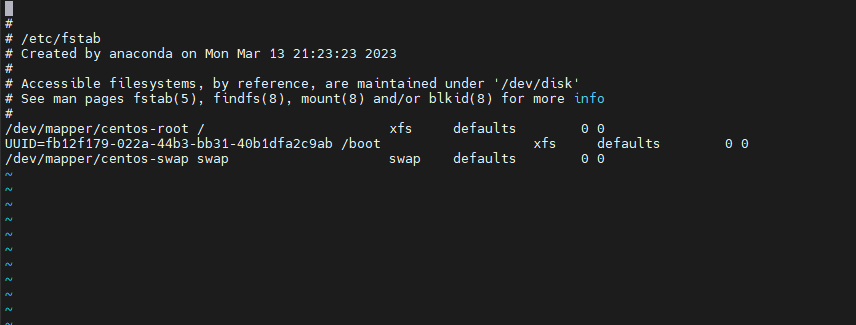 #
# /etc/fstab
# Created by anaconda on Mon Mar 13 21:23:23 2023
#
# Accessible filesystems, by reference, are maintained under '/dev/disk'
# See man pages fstab(5), findfs(8), mount(8) and/or blkid(8) for more info
#
/dev/mapper/centos-root /                       xfs     defaults        0 0
UUID=fb12f179-022a-44b3-bb31-40b1dfa2c9ab /boot                   xfs     defaults        0 0
/dev/mapper/centos-swap swap                    swap    defaults        0 0
~
~
~
~
~
~
~
~
~
~
~